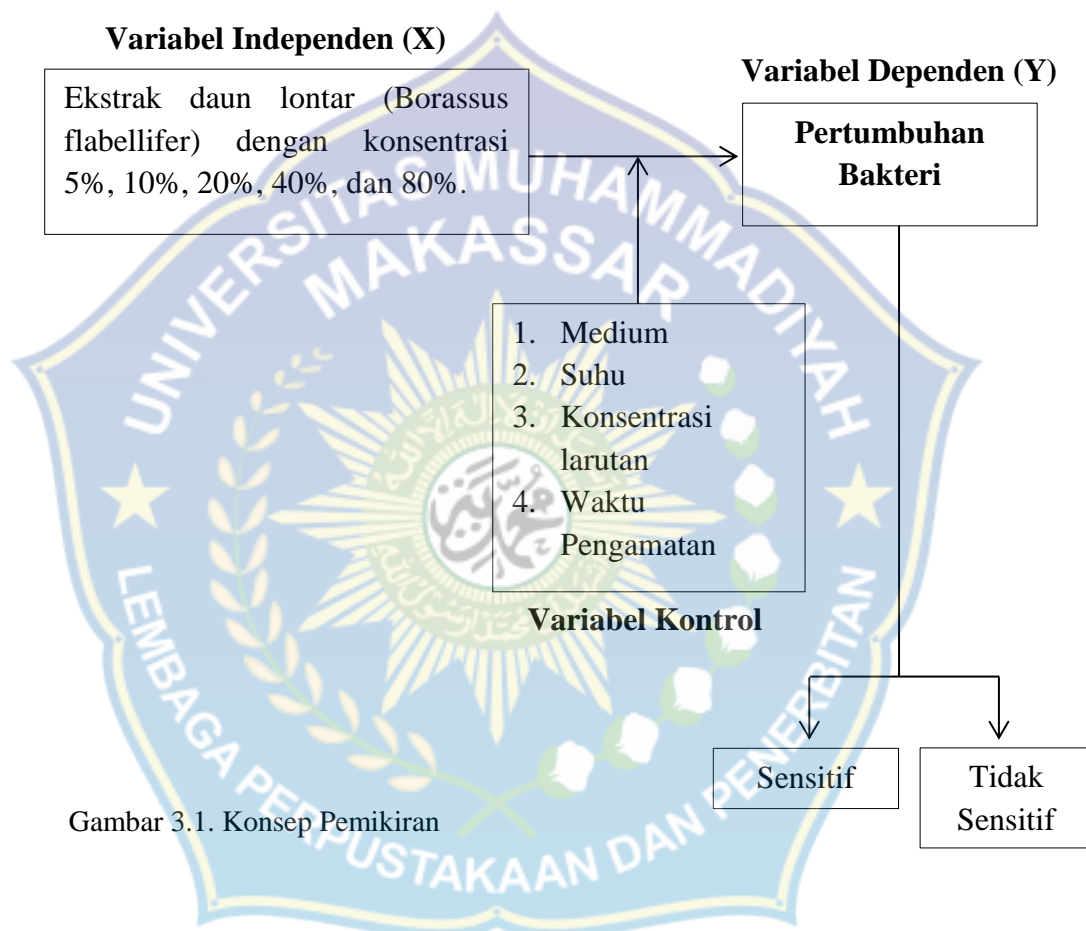 Variabel Independen (X)
Ekstrak daun lontar (Borassus
flabellifer) dengan konsentrasi
5%, 10%, 20%, 40%, dan 80%.
Variabel Dependen (Y)
Pertumbuhan
Bakteri
1. Medium
2. Suhu
3. Konsentrasi
larutan
4. Waktu
Pengamatan
Variabel Kontrol
Sensitif
Tidak
Sensitif
Gambar 3.1. Konsep Pemikiran
UNIVERSITAS MUHAMMADIYAH
MAKASSAR
LEMBAGA PERPUSTAKAAN DAN PENERBITAN